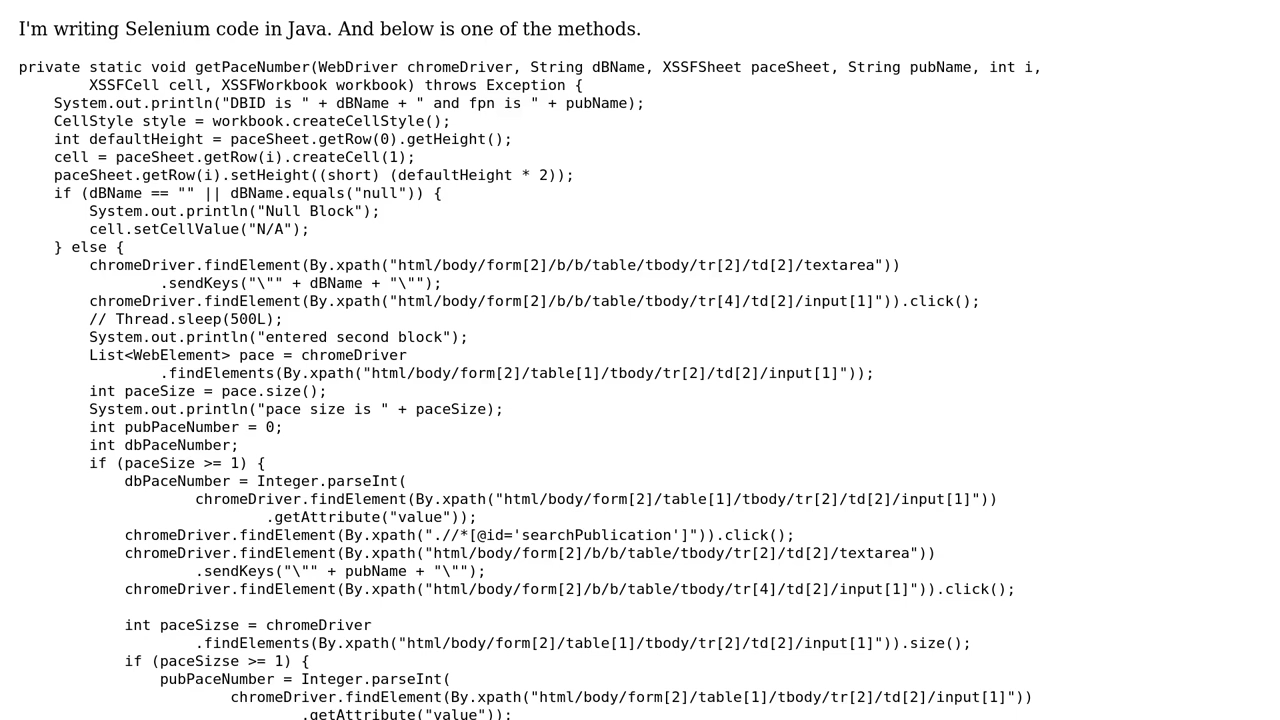 I'm writing Selenium code in Java. And below is one of the methods.
private static void getPaceNumber(WebDriver chromeDriver, String dBName, XSSFSheet paceSheet, String pubName, int i,
        XSSFCell cell, XSSFWorkbook workbook) throws Exception {
    System.out.println("DBID is " + dBName + " and fpn is " + pubName);
    CellStyle style = workbook.createCellStyle();
    int defaultHeight = paceSheet.getRow(0).getHeight();
    cell = paceSheet.getRow(i).createCell(1);
    paceSheet.getRow(i).setHeight((short) (defaultHeight * 2));
    if (dBName == "" || dBName.equals("null")) {
        System.out.println("Null Block");
        cell.setCellValue("N/A");
    } else {
        chromeDriver.findElement(By.xpath("html/body/form[2]/b/b/table/tbody/tr[2]/td[2]/textarea"))
                .sendKeys("\"" + dBName + "\"");
        chromeDriver.findElement(By.xpath("html/body/form[2]/b/b/table/tbody/tr[4]/td[2]/input[1]")).click();
        // Thread.sleep(500L);
        System.out.println("entered second block");
        List<WebElement> pace = chromeDriver
                .findElements(By.xpath("html/body/form[2]/table[1]/tbody/tr[2]/td[2]/input[1]"));
        int paceSize = pace.size();
        System.out.println("pace size is " + paceSize);
        int pubPaceNumber = 0;
        int dbPaceNumber;
        if (paceSize >= 1) {
            dbPaceNumber = Integer.parseInt(
                    chromeDriver.findElement(By.xpath("html/body/form[2]/table[1]/tbody/tr[2]/td[2]/input[1]"))
                            .getAttribute("value"));
            chromeDriver.findElement(By.xpath(".//*[@id='searchPublication']")).click();
            chromeDriver.findElement(By.xpath("html/body/form[2]/b/b/table/tbody/tr[2]/td[2]/textarea"))
                    .sendKeys("\"" + pubName + "\"");
            chromeDriver.findElement(By.xpath("html/body/form[2]/b/b/table/tbody/tr[4]/td[2]/input[1]")).click();

            int paceSizse = chromeDriver
                    .findElements(By.xpath("html/body/form[2]/table[1]/tbody/tr[2]/td[2]/input[1]")).size();
            if (paceSizse >= 1) {
                pubPaceNumber = Integer.parseInt(
                        chromeDriver.findElement(By.xpath("html/body/form[2]/table[1]/tbody/tr[2]/td[2]/input[1]"))
                                .getAttribute("value"));